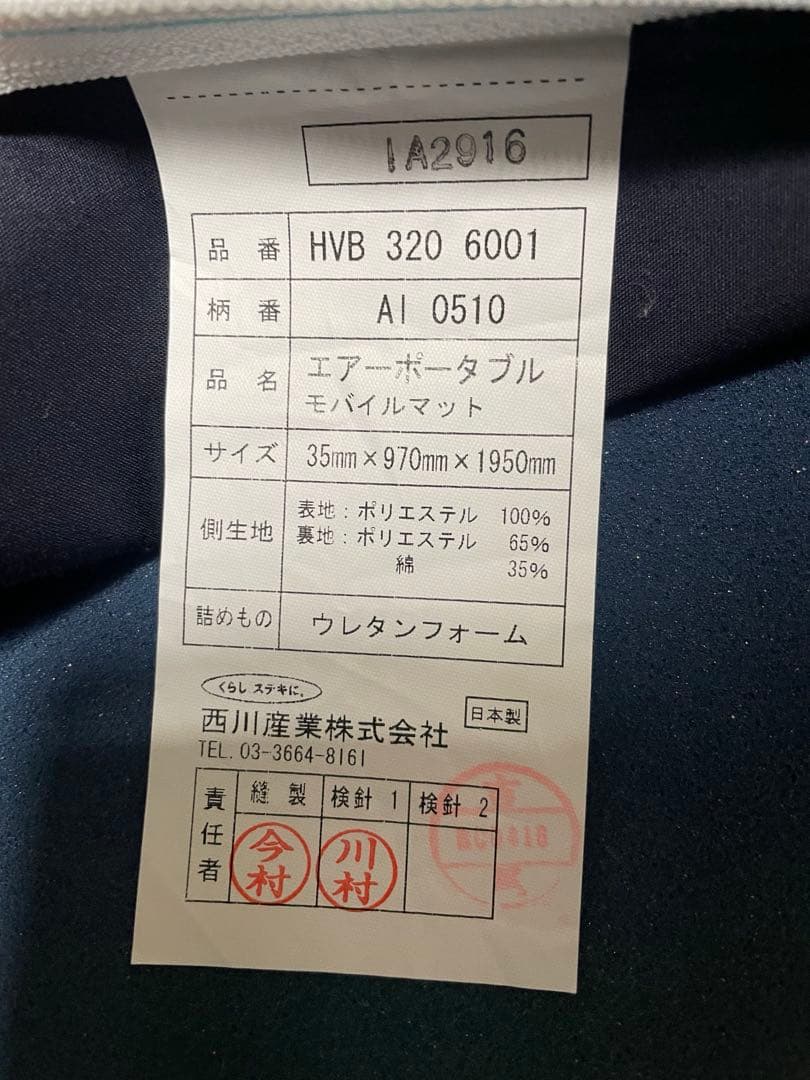 1A2916
品番 HVB 320 6001
柄番 AI 0510
品名 エアーポータブル
モバイルマット
サイズ 35mm×970mm×1950mm
側生地 表地:ポリエステル 100%
裏地:ポリエステル 65%
綿 35%
詰めもの ウレタンフォーム
くらし ステキに。
西川産業株式会社 日本製
TEL. 03-3664-8161
責任者 縫製 検針1 検針2
今村 川村